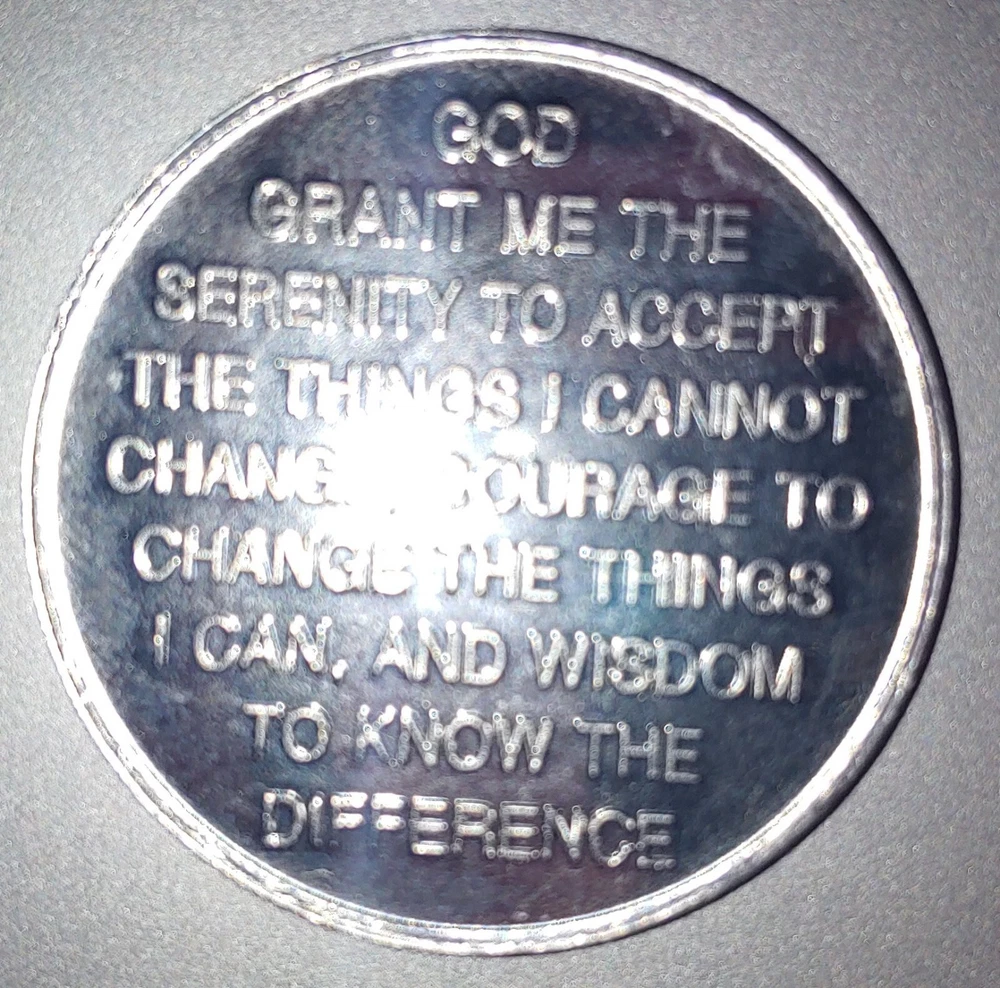 GOD
GRANT ME THE
SERENITY TO ACCEPT
THE THINGS I CANNOT
CHANGE COURAGE TO
CHANGE THE THINGS
I CAN, AND WISDOM
TO KNOW THE
DIFFERENCE